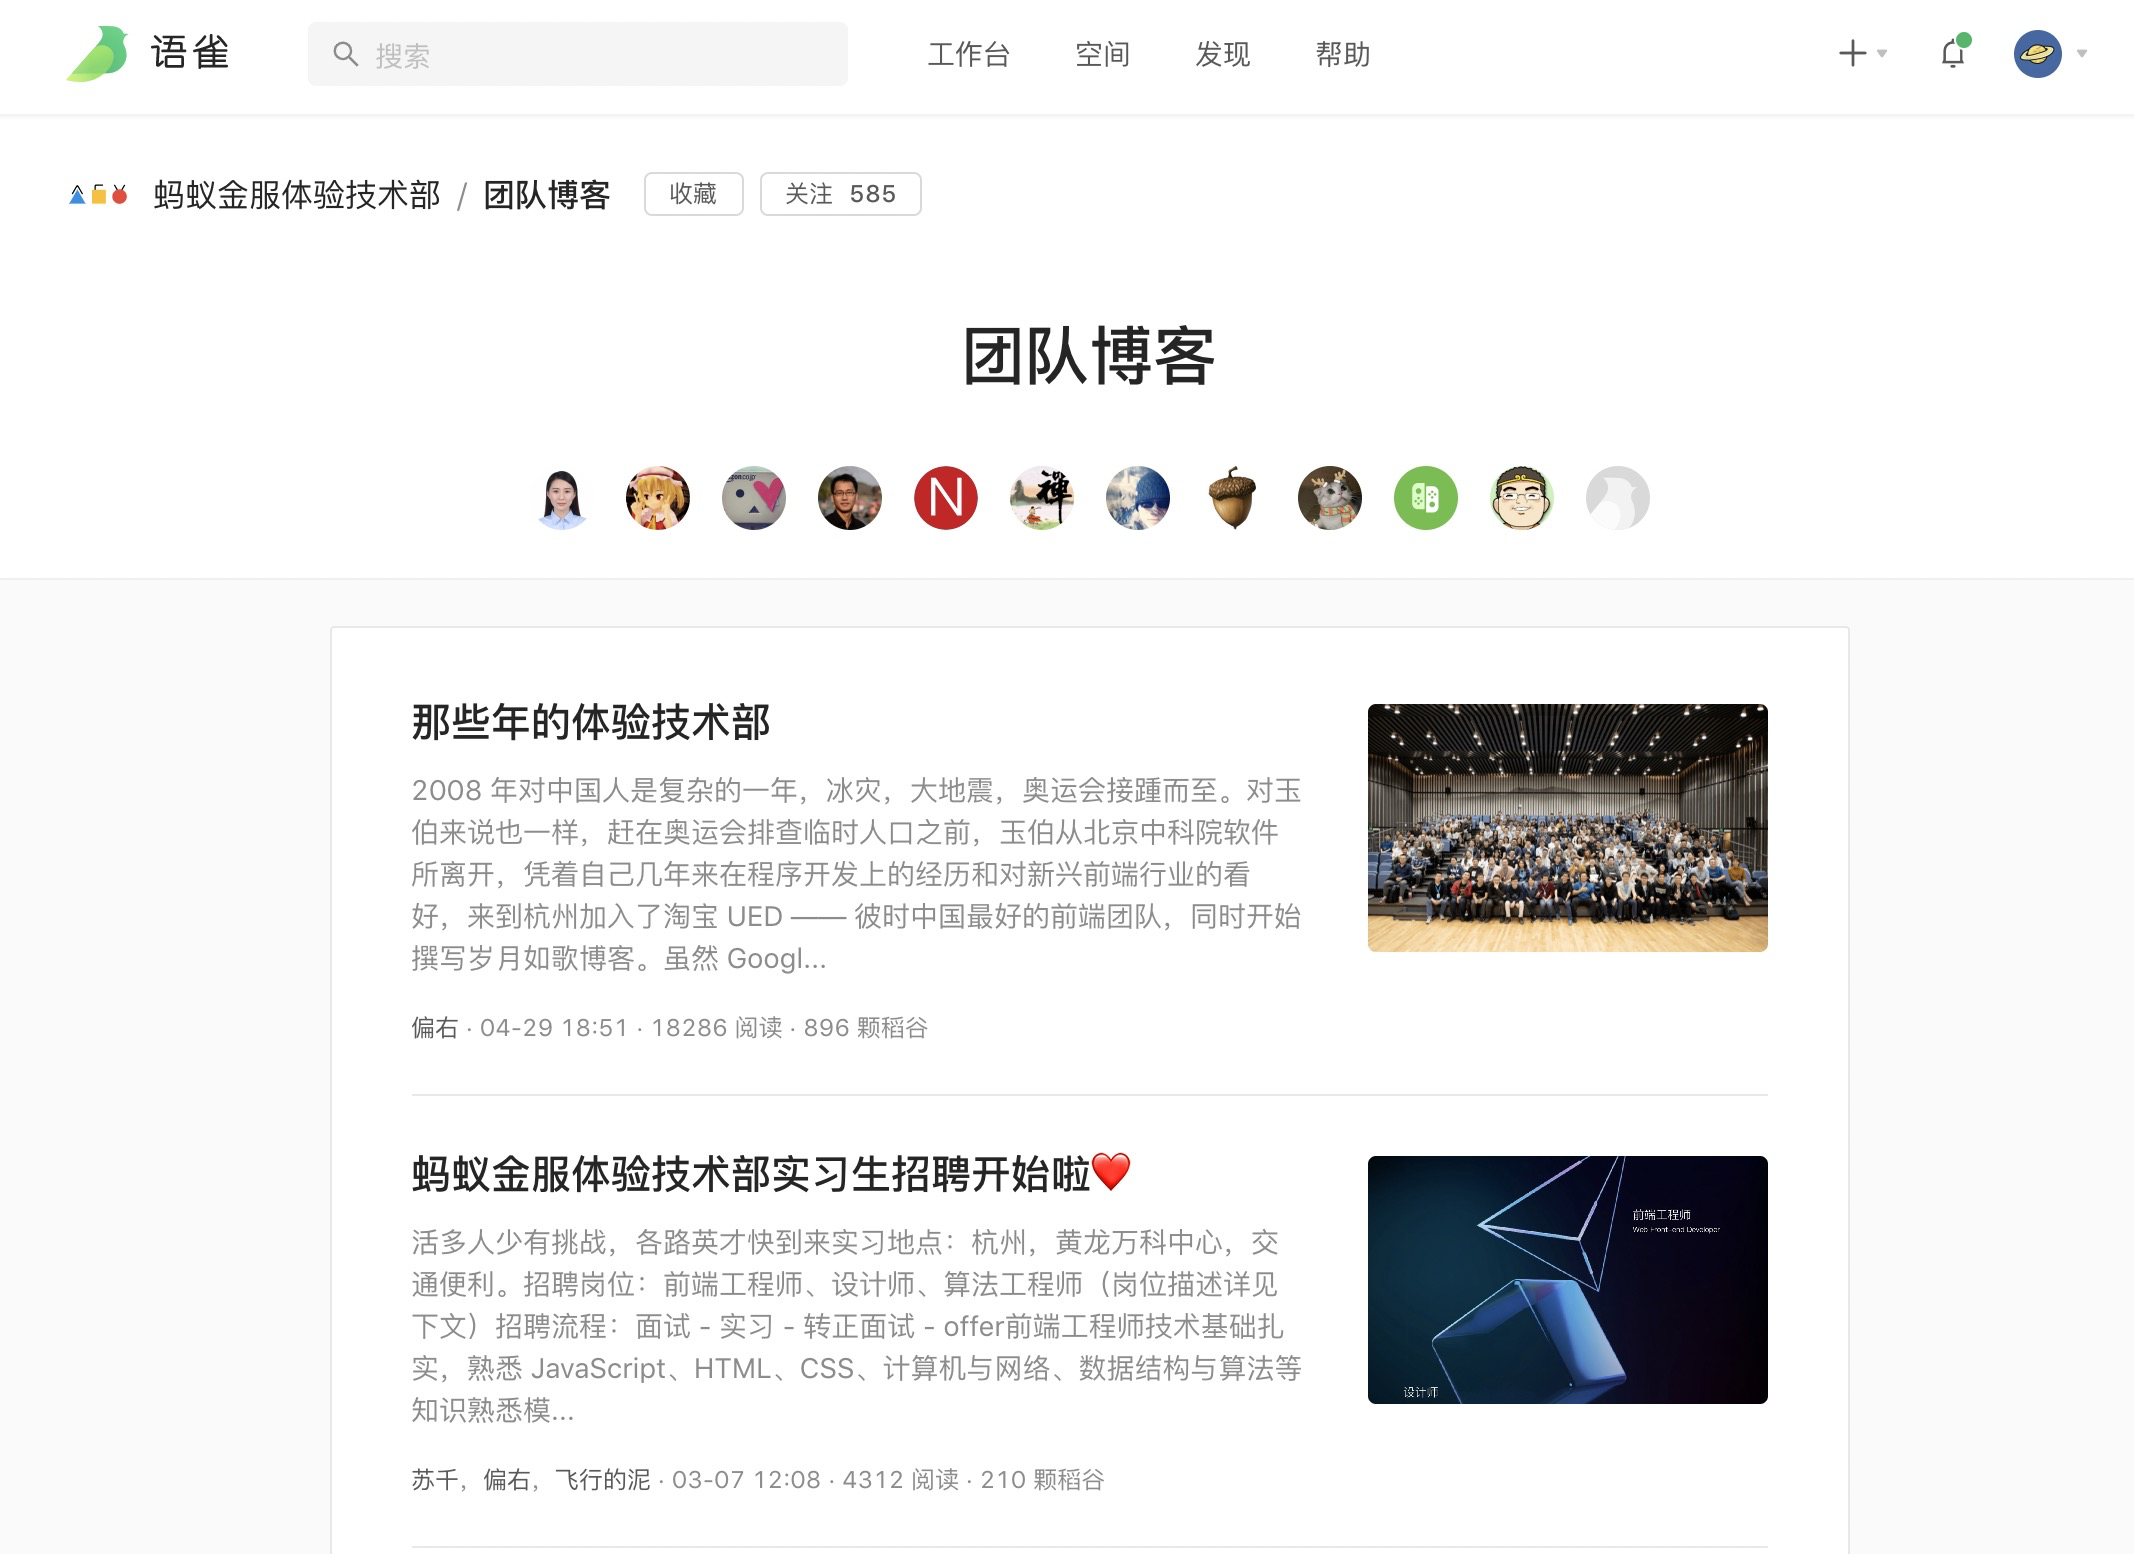 语雀
搜索
工作台
空间
发现
帮助
蚂蚁金服体验技术部 / 团队博客
收藏
关注 585
团队博客
N
禅
那些年的体验技术部
2008 年对中国人是复杂的一年，冰灾，大地震，奥运会接踵而至。对玉
伯来说也一样，赶在奥运会排查临时人口之前，玉伯从北京中科院软件
所离开，凭着自己几年来在程序开发上的经历和对新兴前端行业的看
好，来到杭州加入了淘宝 UED —— 彼时中国最好的前端团队，同时开始
撰写岁月如歌博客。虽然 Googl...
偏右 · 04-29 18:51 · 18286 阅读 · 896 颗稻谷
蚂蚁金服体验技术部实习生招聘开始啦❤️
活多人少有挑战，各路英才快到来实习地点：杭州，黄龙万科中心，交
通便利。招聘岗位：前端工程师、设计师、算法工程师（岗位描述详见
下文）招聘流程：面试 - 实习 - 转正面试 - offer前端工程师技术基础扎
实，熟悉 JavaScript、HTML、CSS、计算机与网络、数据结构与算法等
知识熟悉模...
前端工程师
Web Front-end Developer
设计师
苏千，偏右，飞行的泥 · 03-07 12:08 · 4312 阅读 · 210 颗稻谷